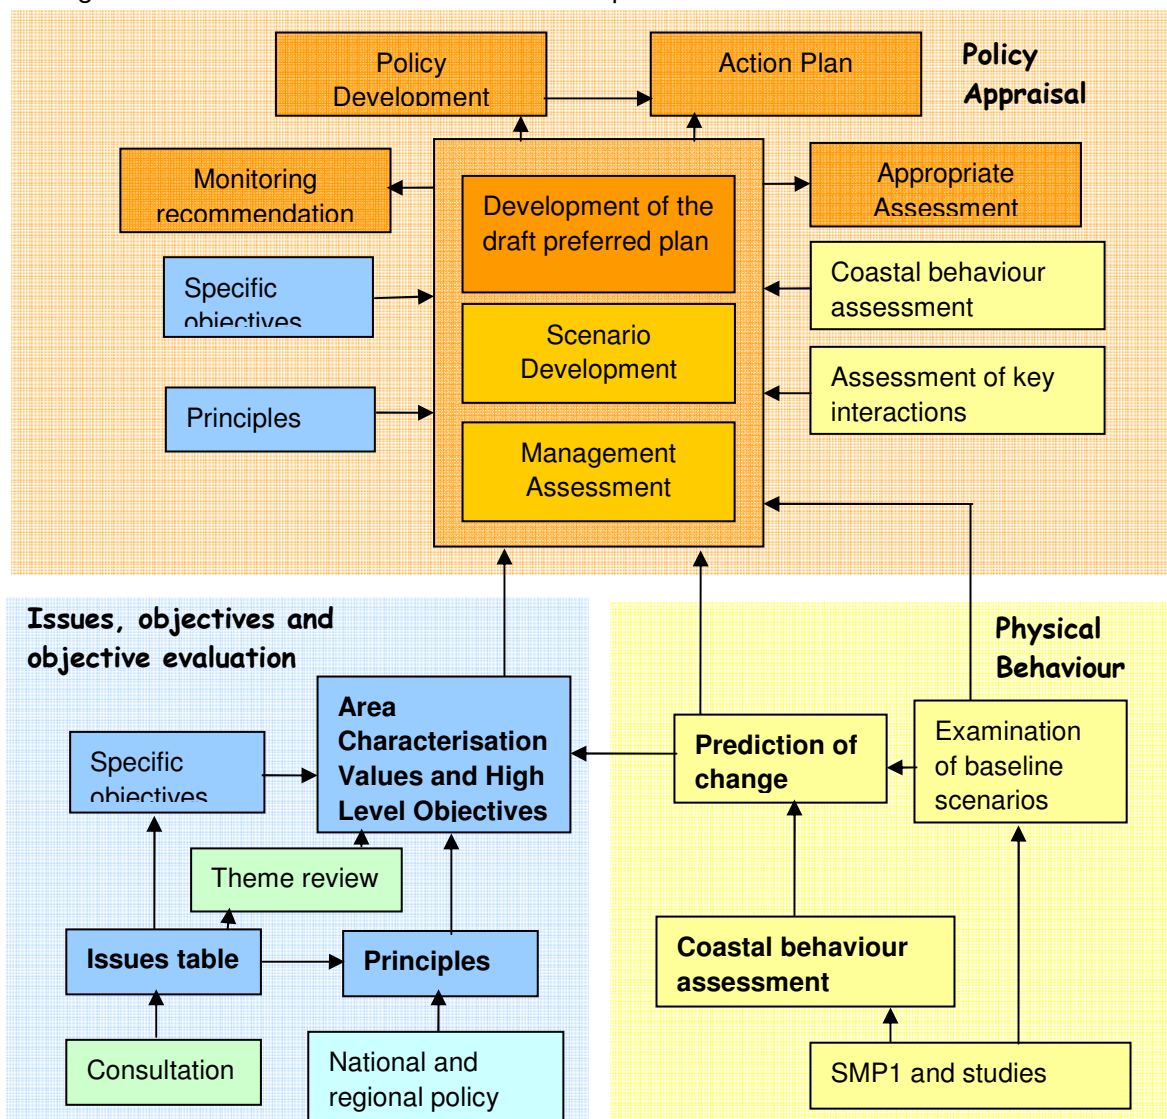 Policy
Development
Action Plan
Policy
Appraisal
Monitoring
recommendation
Appropriate
Assessment
Development of the
draft preferred plan
Specific
objectives
Coastal behaviour
assessment
Scenario
Development
Assessment of key
interactions
Principles
Management
Assessment
Issues, objectives and
objective evaluation
Physical
Behaviour
Area
Characterisation
Values and High
Level Objectives
Specific
objectives
Prediction of
change
Examination
of baseline
scenarios
Theme review
Issues table
Principles
Coastal behaviour
assessment
Consultation
National and
regional policy
SMP1 and studies